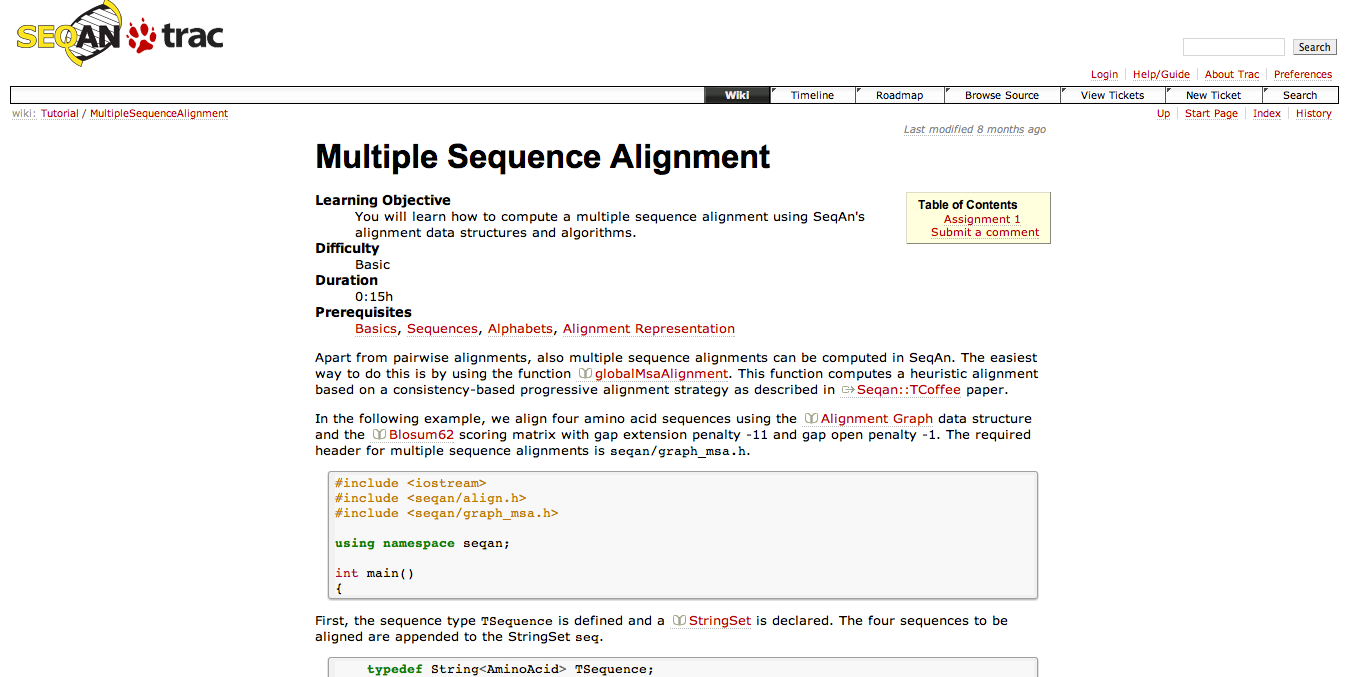 SEQAN trac
Search
Login Help/Guide About Trac Preferences
Wiki Timeline Roadmap Browse Source View Tickets New Ticket Search
wiki: Tutorial / MultipleSequenceAlignment
Up Start Page Index History
Last modified 8 months ago
Multiple Sequence Alignment
Learning Objective
You will learn how to compute a multiple sequence alignment using SeqAn's
alignment data structures and algorithms.
Difficulty
Basic
Duration
0:15h
Prerequisites
Basics, Sequences, Alphabets, Alignment Representation
Table of Contents
Assignment 1
Submit a comment
Apart from pairwise alignments, also multiple sequence alignments can be computed in SeqAn. The easiest
way to do this is by using the function globalMsaAlignment. This function computes a heuristic alignment
based on a consistency-based progressive alignment strategy as described in Seqan::TCoffee paper.
In the following example, we align four amino acid sequences using the Alignment Graph data structure
and the Blosum62 scoring matrix with gap extension penalty -11 and gap open penalty -1. The required
header for multiple sequence alignments is seqan/graph_msa.h.
#include <iostream>
#include <seqan/align.h>
#include <seqan/graph_msa.h>
using namespace seqan;
int main()
{
First, the sequence type TSequence is defined and a StringSet is declared. The four sequences to be
aligned are appended to the StringSet seq.
typedef String<AminoAcid> TSequence;